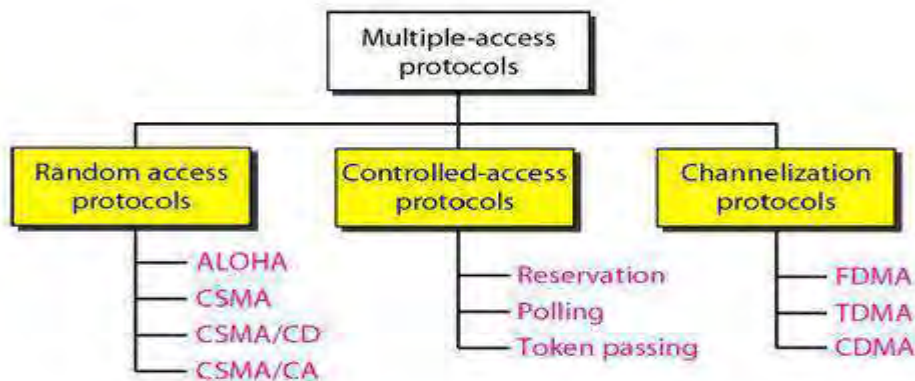 Multiple-access
protocols
Random access
protocols
Controlled-access
protocols
Channelization
protocols
ALOHA
CSMA
CSMA/CD
CSMA/CA
Reservation
Polling
Token passing
FDMA
TDMA
CDMA